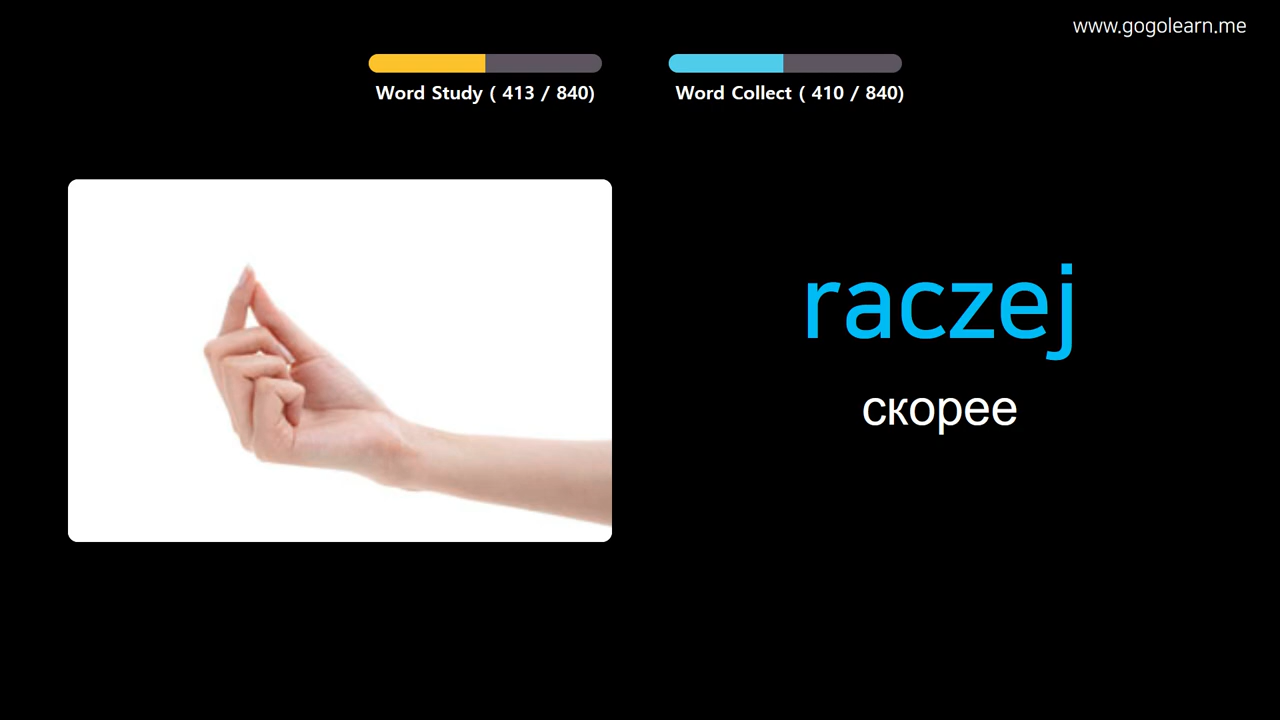 www.gogolearn.me
Word Study ( 413 / 840)
Word Collect ( 410 / 840)
raczej
скорее